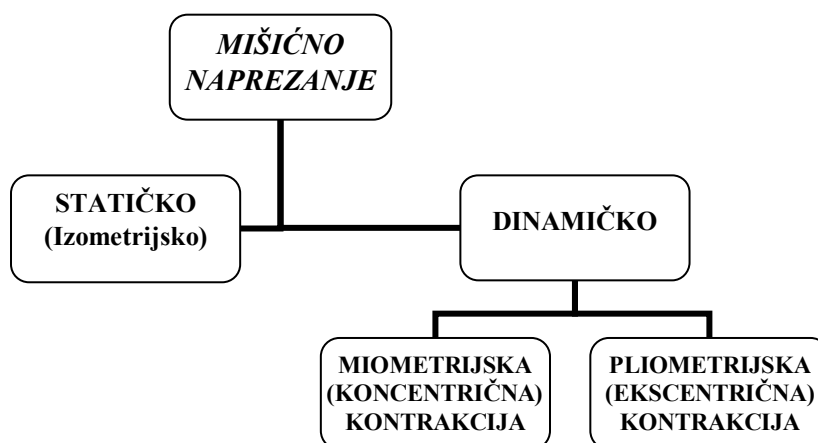 MIŠIĆNO
NAPREZANJE
STATIČKO
(Izometrijsko)
DINAMIČKO
MIOMETRIJSKA
(KONCENTRIČNA)
KONTRAKCIJA
PLIOMETRIJSKA
(EKSCENTRIČNA)
KONTRAKCIJA